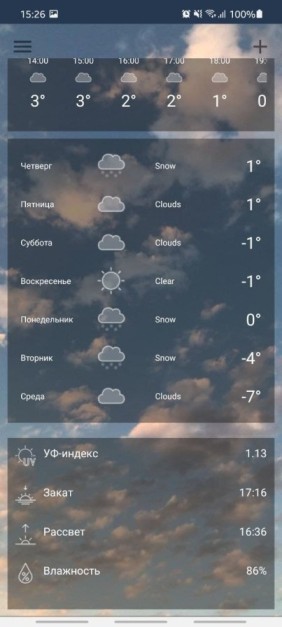 15:26 100%
14:00 15:00 16:00 17:00 18:00 19:
3° 3° 2° 2° 1° 0
Четверг Snow 1°
Пятница Clouds 1°
Суббота Clouds -1°
Воскресенье Clear -1°
Понедельник Snow 0°
Вторник Snow -4°
Среда Clouds -7°
UV УФ-индекс 1.13
Закат 17:16
Рассвет 16:36
Влажность 86%